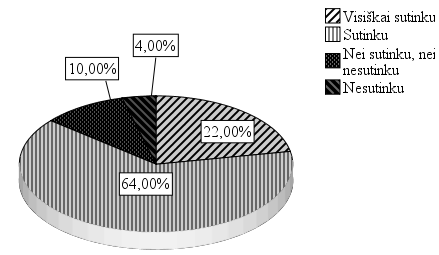 Visiškai sutinku
Sutinku
Nei sutinku, nei
nesutinku
Nesutinku
4,00%
10,00%
22,00%
64,00%